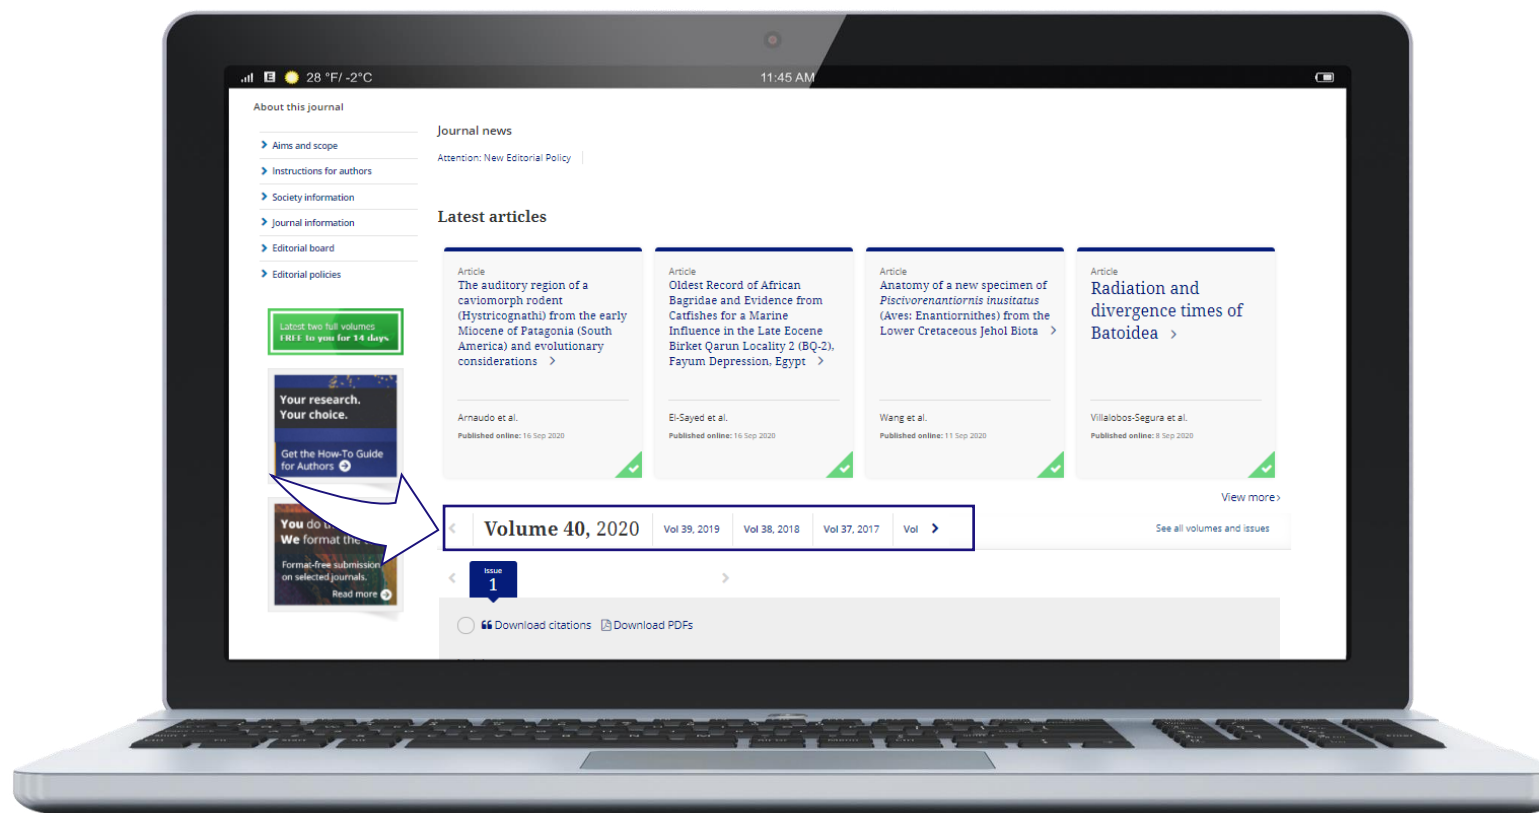 E 28 °F/ -2°C
11:45 AM
About this journal
Aims and scope
Instructions for authors
Society information
Journal information
Editorial board
Editorial policies
Latest two full volumes
FREE to you for 14 days
Your research.
Your choice.
Get the How-To Guide
for Authors
You do
We format the
Format-free submission
on selected journals.
Read more
Journal news
Attention: New Editorial Policy
Latest articles
Article
The auditory region of a
caviomorph rodent
(Hystricognathi) from the early
Miocene of Patagonia (South
America) and evolutionary
considerations
Arnaudo et al.
Published online: 16 Sep 2020
Article
Oldest Record of African
Bagridae and Evidence from
Catfishes for a Marine
Influence in the Late Eocene
Birket Qarun Locality 2 (BQ-2),
Fayum Depression, Egypt
El-Sayed et al.
Published online: 16 Sep 2020
Article
Anatomy of a new specimen of
Piscivorenantiornis inusitatus
(Aves: Enantiornithes) from the
Lower Cretaceous Jehol Biota
Wang et al.
Published online: 11 Sep 2020
Article
Radiation and
divergence times of
Batoidea
Villalobos-Segura et al.
Published online: 8 Sep 2020
View more
Volume 40, 2020 Vol 39, 2019 Vol 38, 2018 Vol 37, 2017 Vol
See all volumes and issues
Issue
1
Download citations Download PDFs